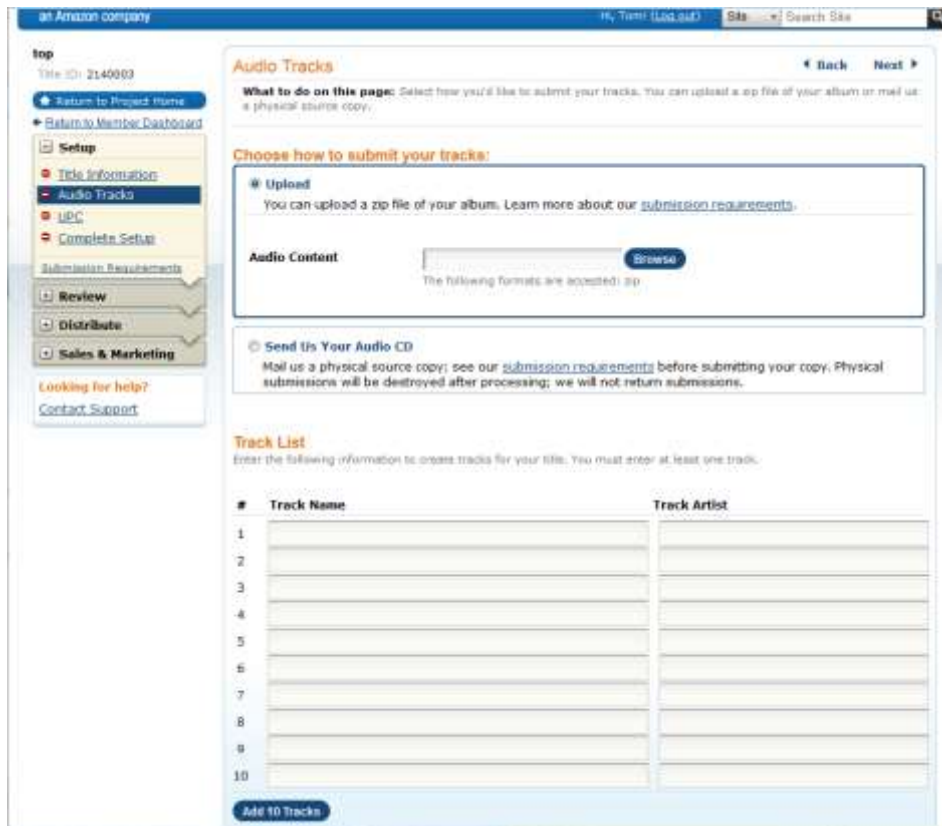 an Amazon company
Hi, Tomi (Log out)
Site
Search Site
top
Title ID: 2140003
Return to Project Home
Return to Member Dashboard
Setup
Title Information
Audio Tracks
UPC
Complete Setup
Submission Requirements
Review
Distribute
Sales & Marketing
Looking for help?
Contact Support
Audio Tracks
Back
Next
What to do on this page: Select how you'd like to submit your tracks. You can upload a zip file of your album or mail us
a physical source copy.
Choose how to submit your tracks:
Upload
You can upload a zip file of your album. Learn more about our submission requirements.
Audio Content
Browse
The following formats are accepted: zip
Send Us Your Audio CD
Mail us a physical source copy; see our submission requirements before submitting your copy. Physical
submissions will be destroyed after processing; we will not return submissions.
Track List
Enter the following information to create tracks for your title. You must enter at least one track.
# Track Name Track Artist
1
2
3
4
5
6
7
8
9
10
Add 10 Tracks